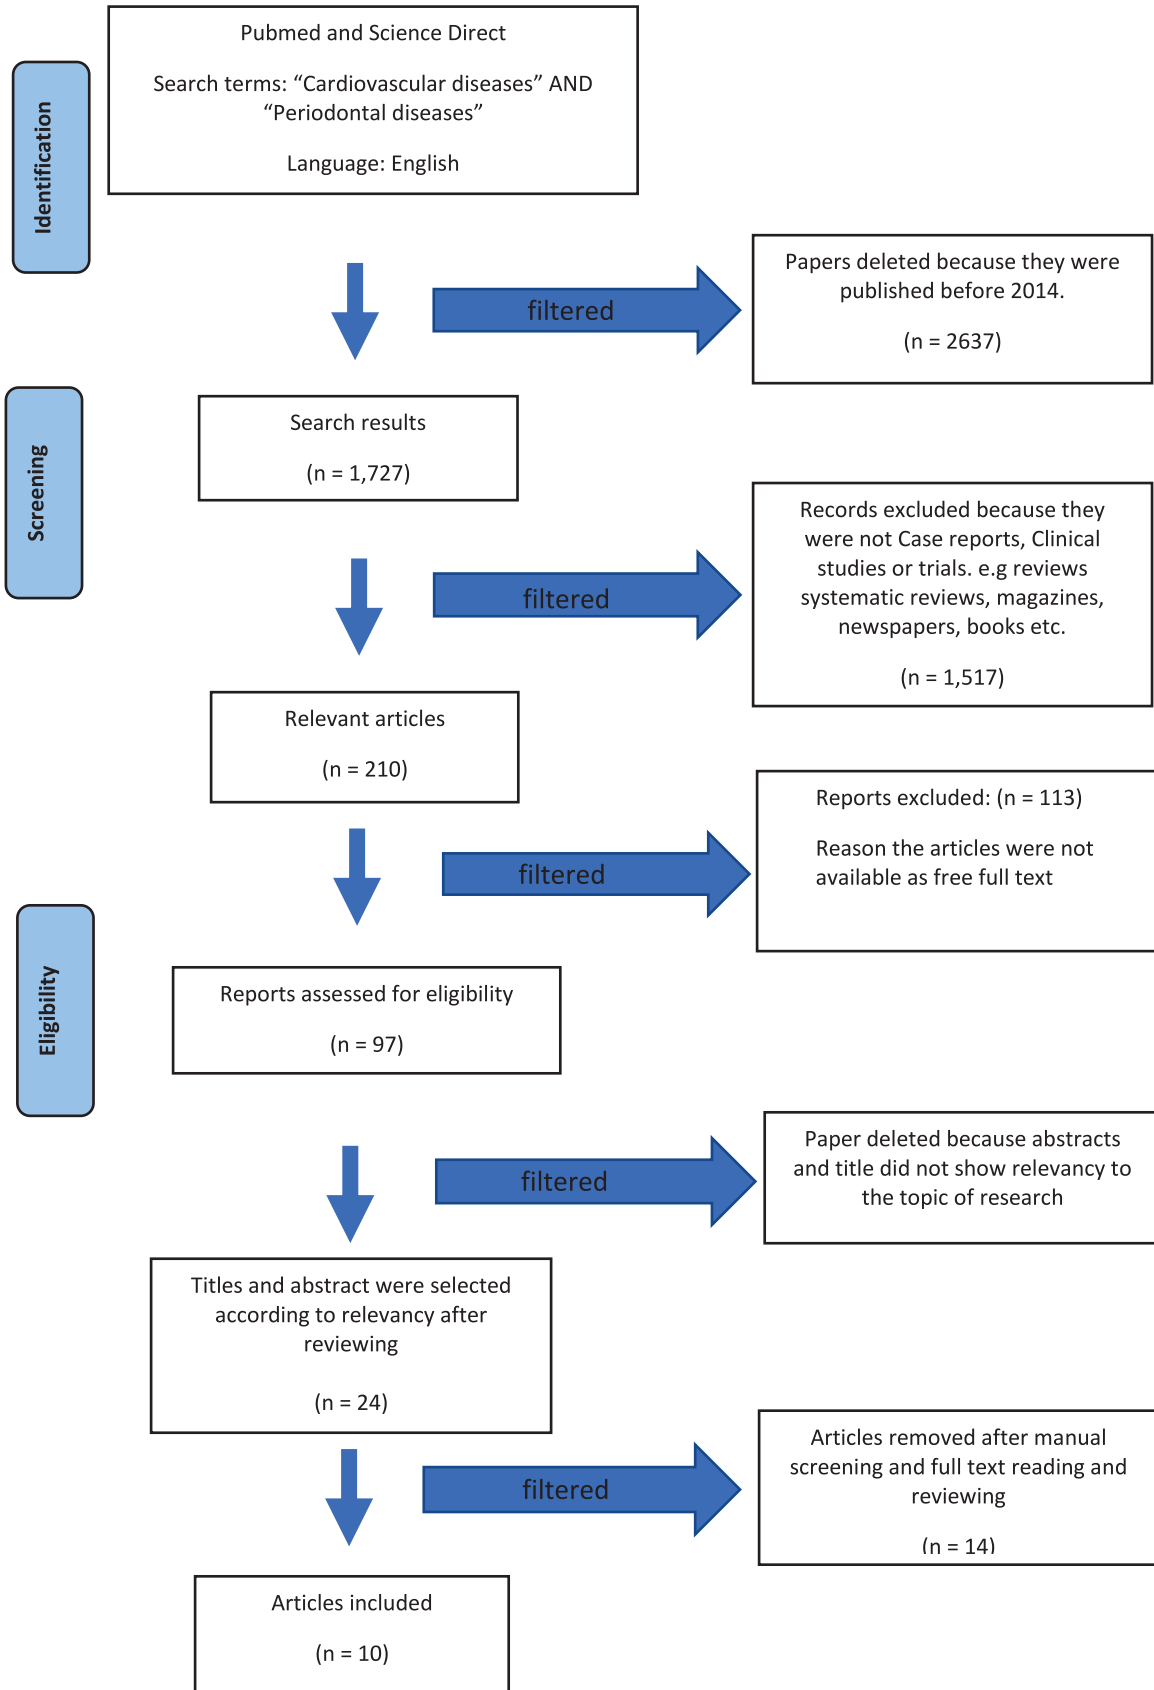 Pubmed and Science Direct
Search terms: “Cardiovascular diseases” AND
“Periodontal diseases”
Language: English
Identification
filtered
Papers deleted because they were
published before 2014.
(n = 2637)
Screening
Search results
(n = 1,727)
filtered
Records excluded because they
were not Case reports, Clinical
studies or trials. e.g reviews
systematic reviews, magazines,
newspapers, books etc.
(n = 1,517)
Relevant articles
(n = 210)
filtered
Reports excluded: (n = 113)
Reason the articles were not
available as free full text
Eligibility
Reports assessed for eligibility
(n = 97)
filtered
Paper deleted because abstracts
and title did not show relevancy to
the topic of research
Titles and abstract were selected
according to relevancy after
reviewing
(n = 24)
filtered
Articles removed after manual
screening and full text reading and
reviewing
(n = 14)
Articles included
(n = 10)